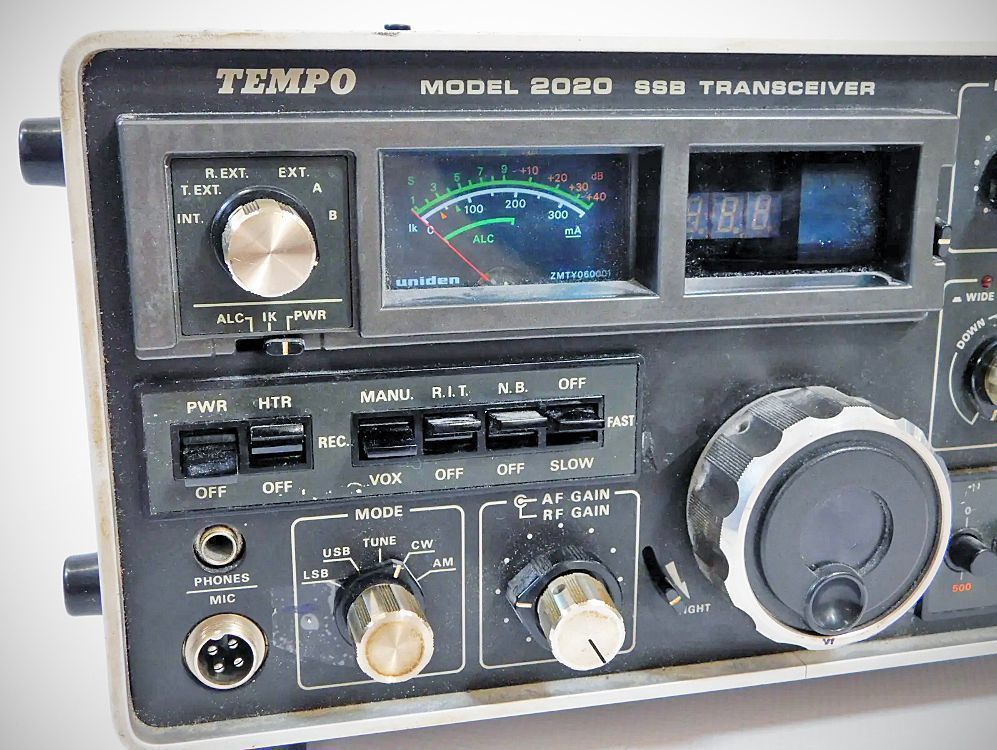 TEMPO
MODEL 2020 SSB TRANSCEIVER
R.EXT. EXT.
T.EXT. A
INT. B
ALC IK PWR
S 1 3 5 7 9 +10 +20 +30 +40 dB
Ik 0 100 200 300 mA
ALC
uniden ZMTY060001
WIDE
DOWN
PWR HTR REC. MANU. R.I.T. N.B. OFF
FAST
OFF OFF VOX OFF OFF SLOW
MODE
LSB USB TUNE CW AM
AF GAIN
RF GAIN
PHONES
MIC
0
500